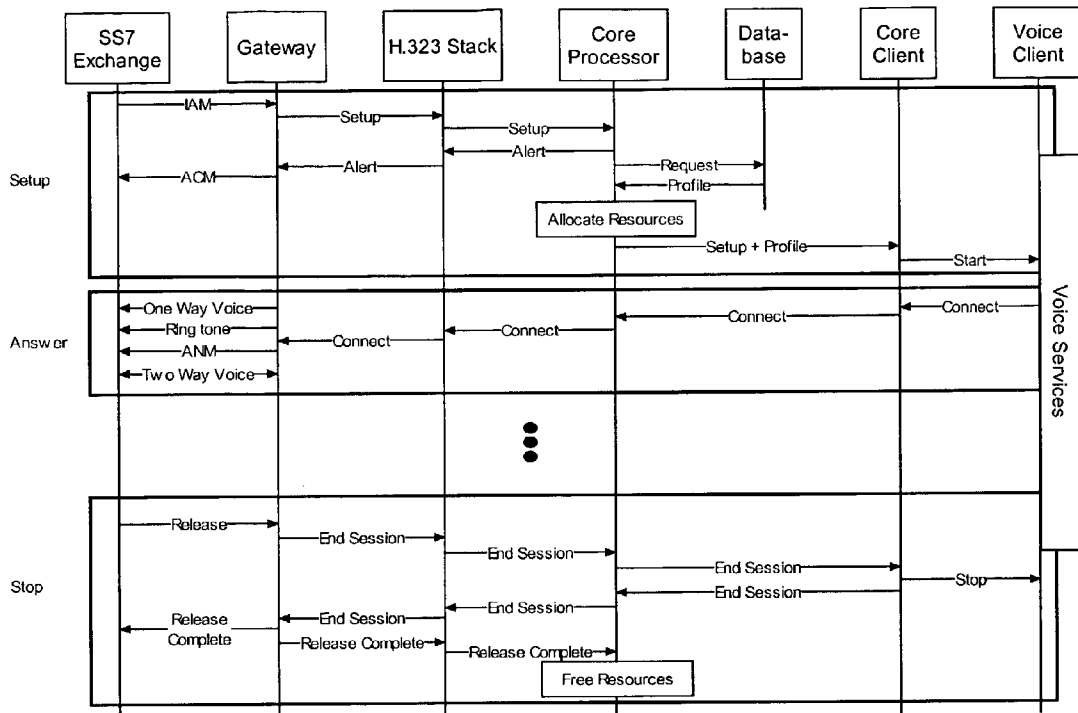 SS7
Exchange
Gateway
H.323 Stack
Core
Processor
Data-
base
Core
Client
Voice
Client
Setup
IAM
Setup
Setup
Alert
Alert
Request
ACM
Profile
Allocate Resources
Setup + Profile
Start
Voice Services
Answer
One Way Voice
Connect
Connect
Ring tone
Connect
Connect
ANM
Two Way Voice
Stop
Release
End Session
End Session
End Session
Stop
End Session
End Session
End Session
Release
Complete
Release Complete
Release Complete
Free Resources